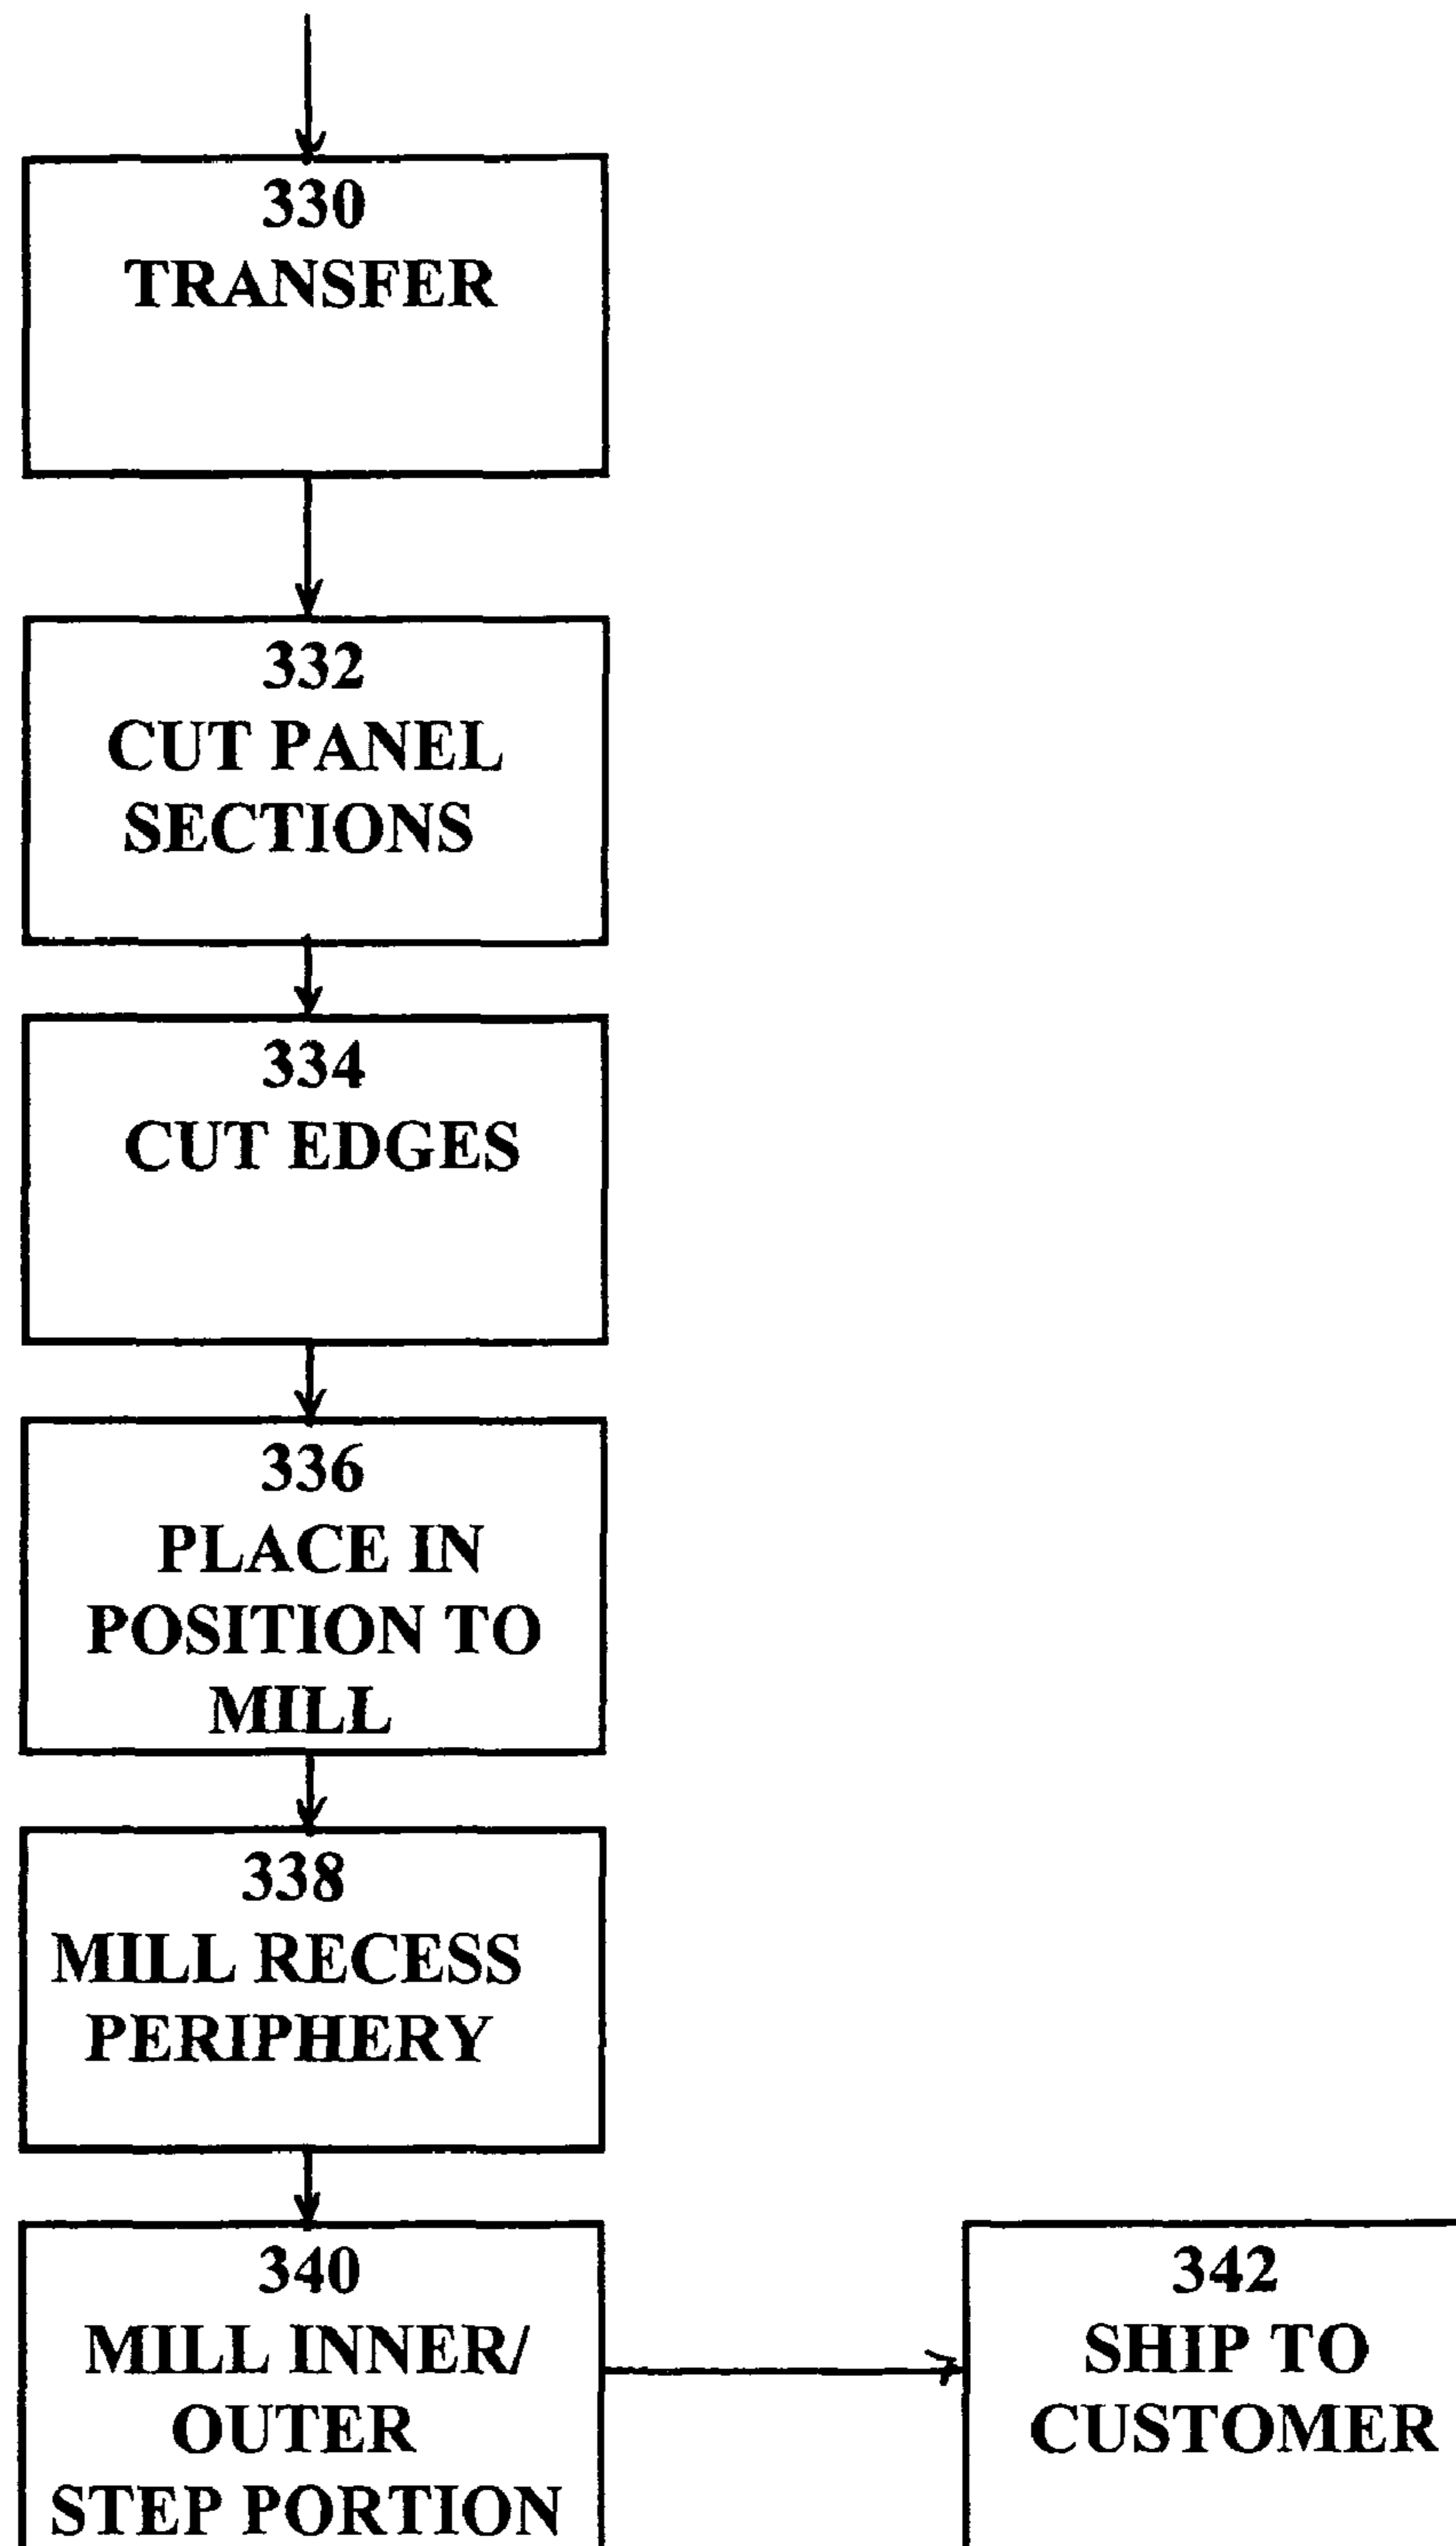 330
TRANSFER
332
CUT PANEL
SECTIONS
334
CUT EDGES
336
PLACE IN
POSITION TO
MILL
338
MILL RECESS
PERIPHERY
340
MILL INNER/
OUTER
STEP PORTION
342
SHIP TO
CUSTOMER